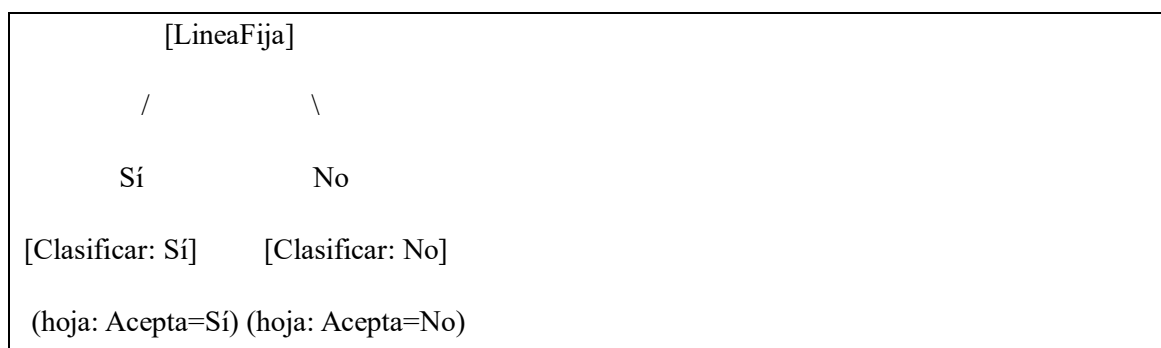 [LineaFija]
/ \
Sí No
[Clasificar: Sí] [Clasificar: No]
(hoja: Acepta=Sí) (hoja: Acepta=No)